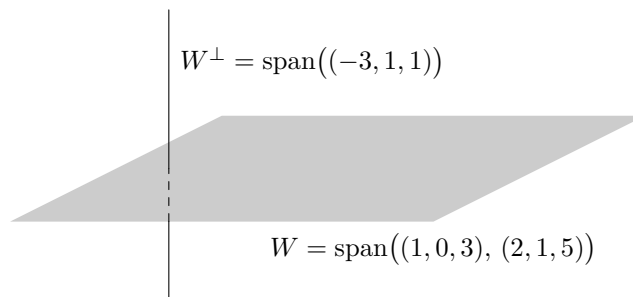 W⊥ = span((−3, 1, 1))
W = span((1, 0, 3), (2, 1, 5))